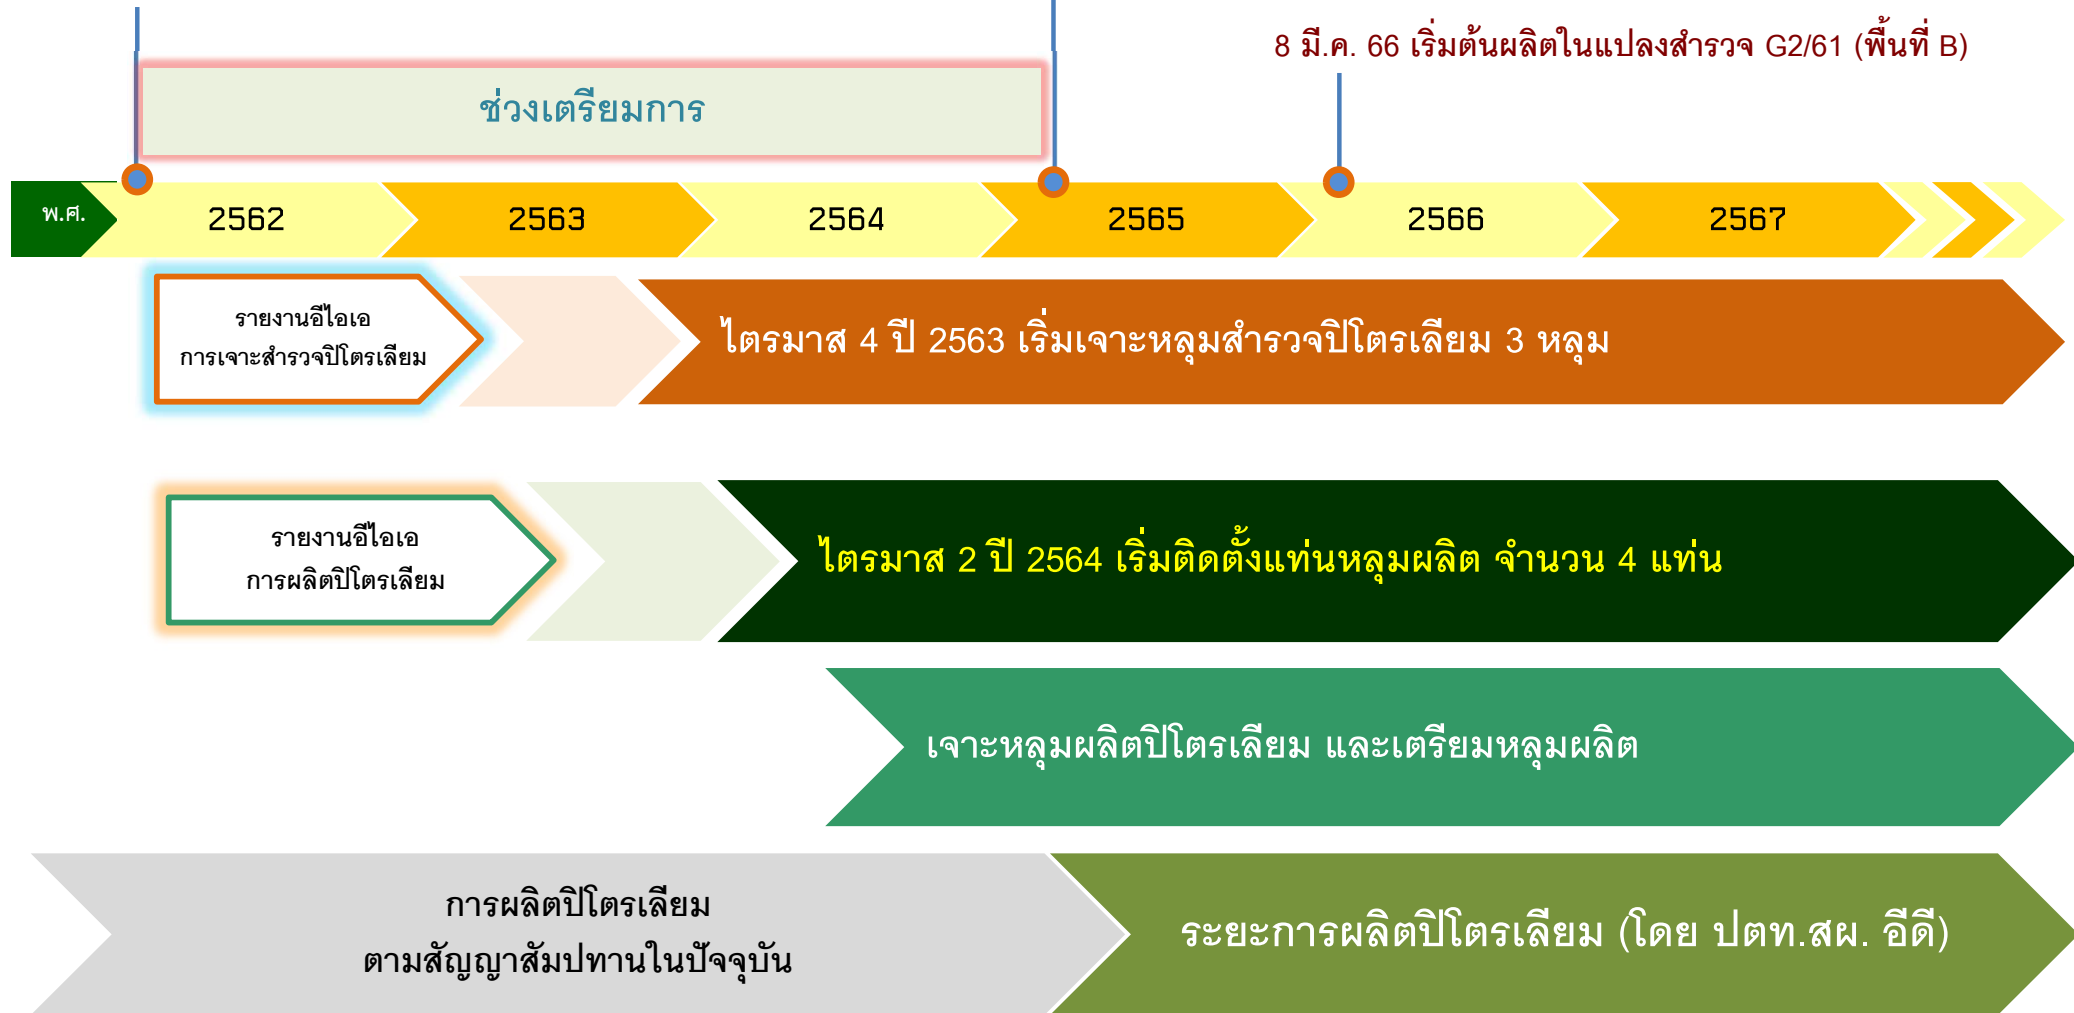 8 มี.ค. 66 เริ่มต้นผลิตในแปลงสำรวจ G2/61 (พื้นที่ B)
ช่วงเตรียมการ
พ.ศ. 2562 2563 2564 2565 2566 2567
รายงานอีไอเอ
การเจาะสำรวจปิโตรเลียม
ไตรมาส 4 ปี 2563 เริ่มเจาะหลุมสำรวจปิโตรเลียม 3 หลุม
รายงานอีไอเอ
การผลิตปิโตรเลียม
ไตรมาส 2 ปี 2564 เริ่มติดตั้งแท่นหลุมผลิต จำนวน 4 แท่น
เจาะหลุมผลิตปิโตรเลียม และเตรียมหลุมผลิต
การผลิตปิโตรเลียม
ตามสัญญาสัมปทานในปัจจุบัน
ระยะการผลิตปิโตรเลียม (โดย ปตท.สผ. อีดี)